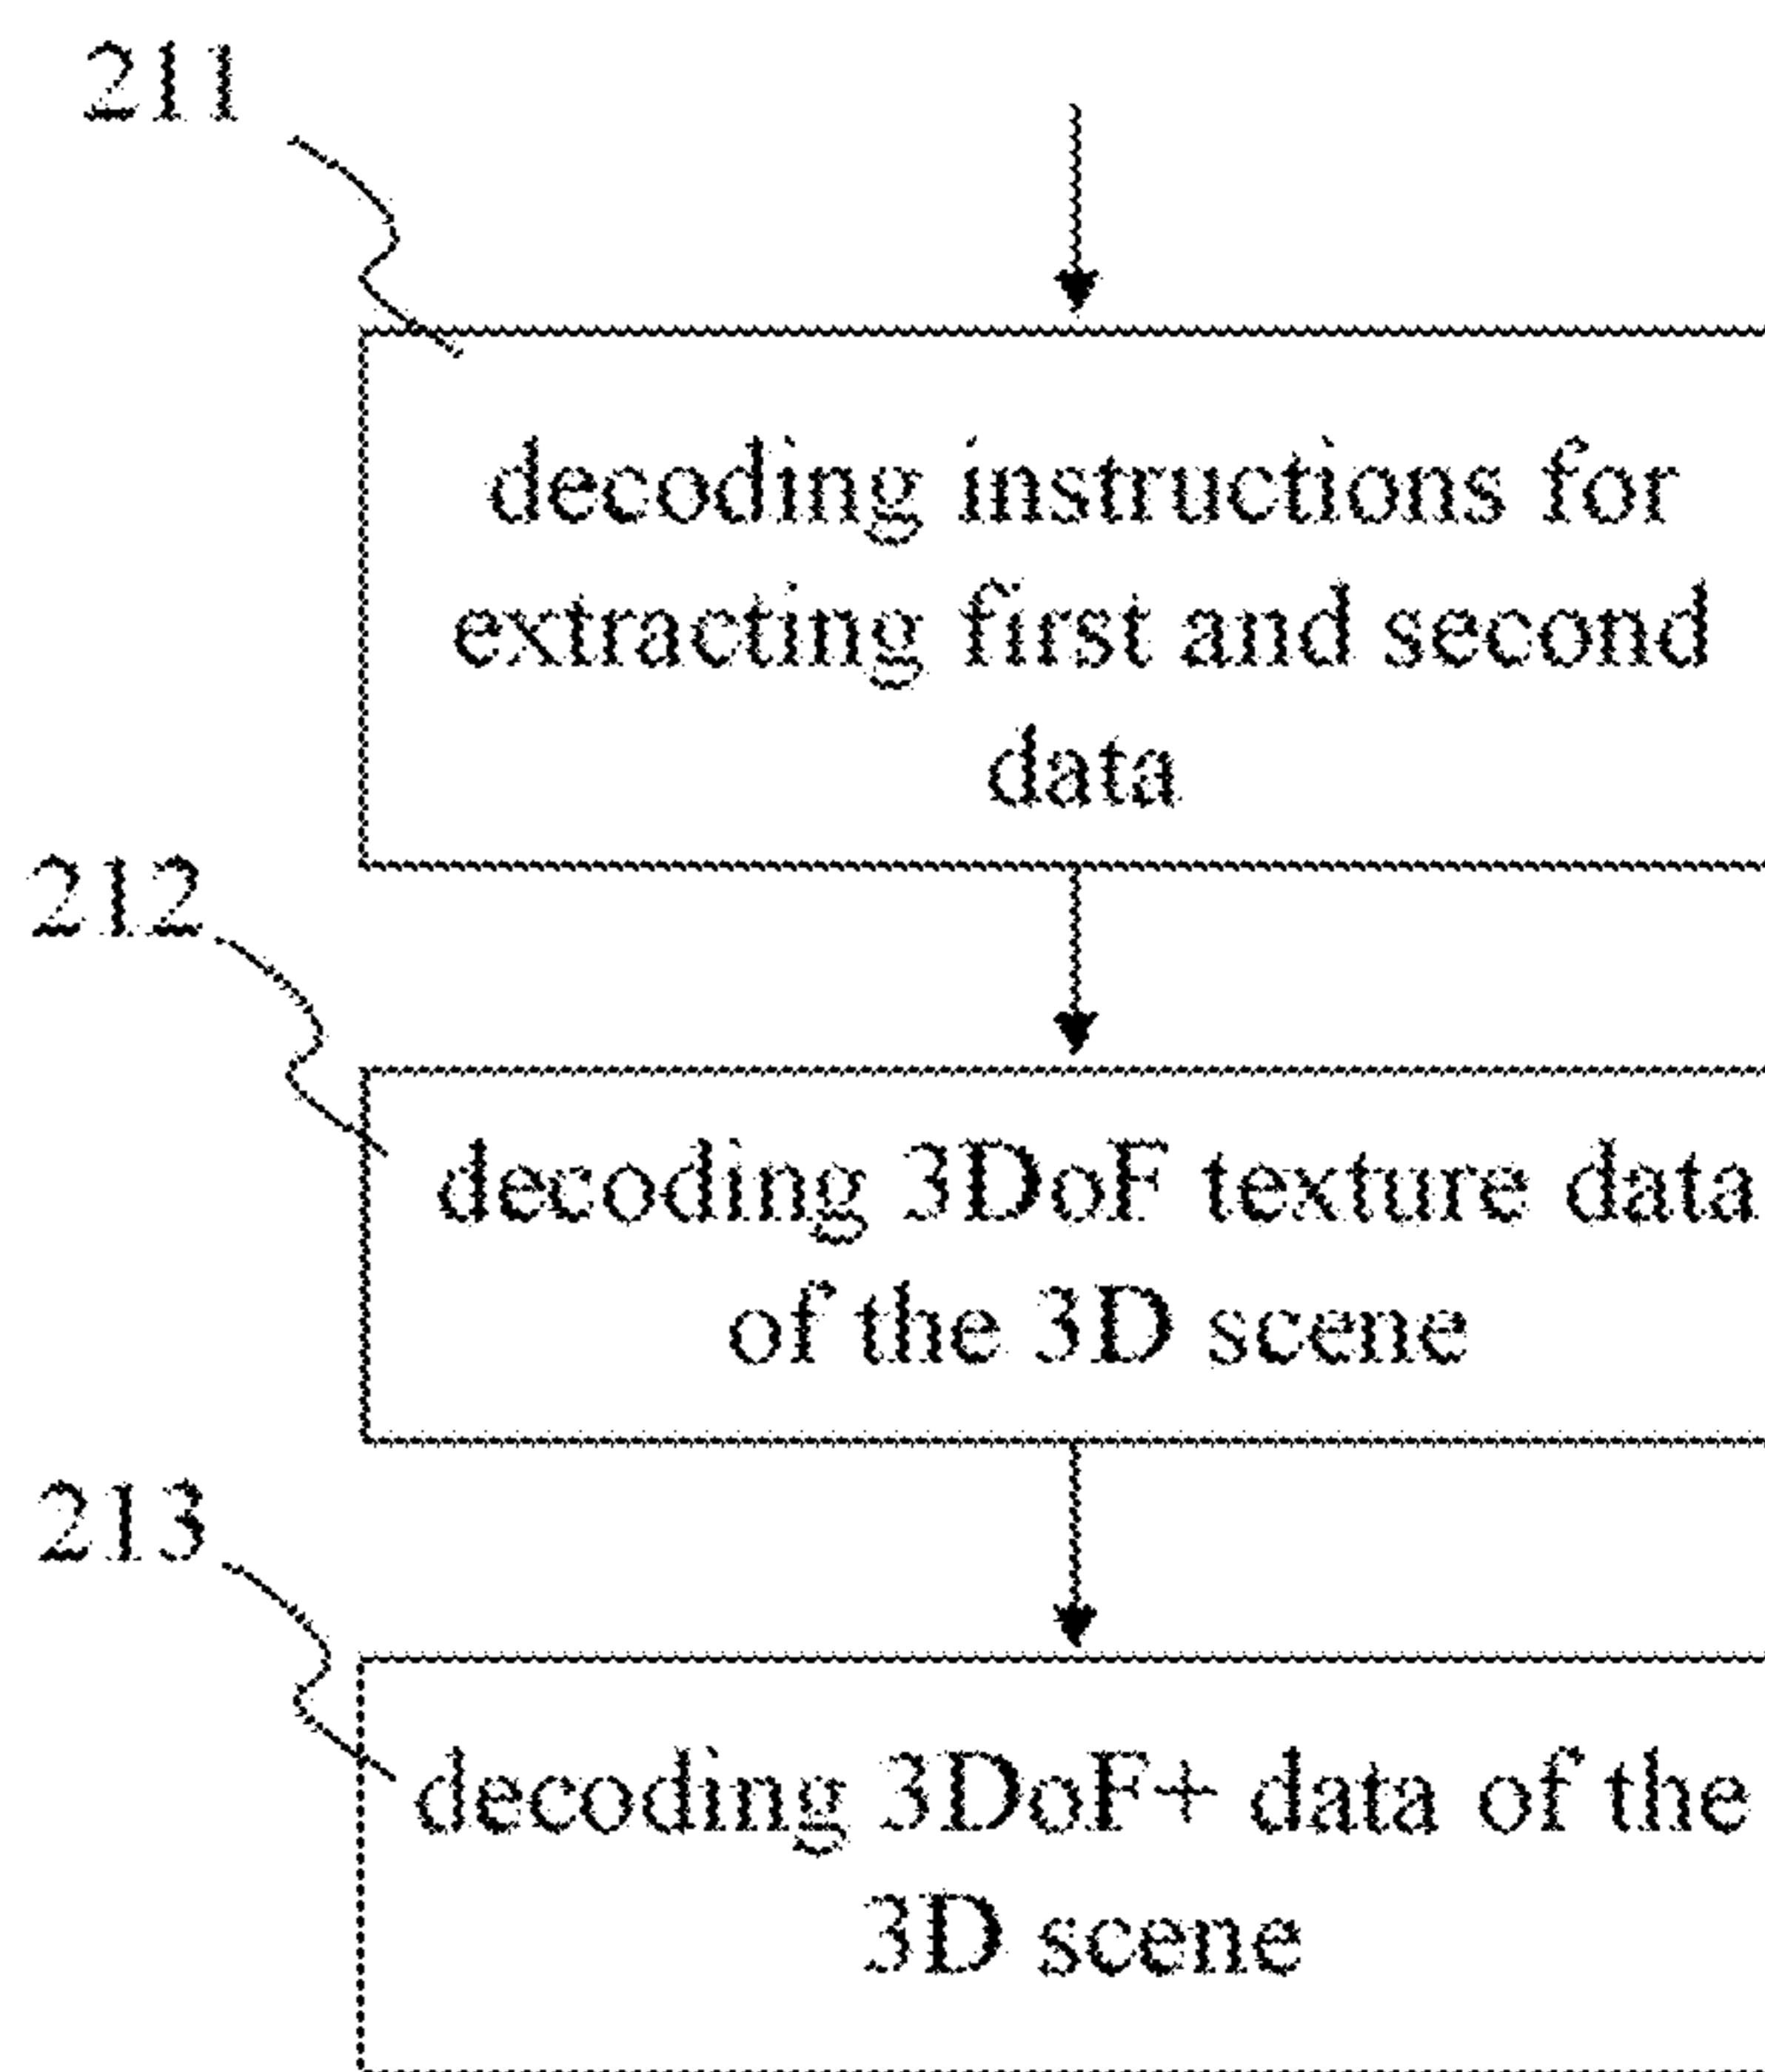 211
decoding instructions for
extracting first and second
data
212
decoding 3DoF texture data
of the 3D scene
213
decoding 3DoF+ data of the
3D scene